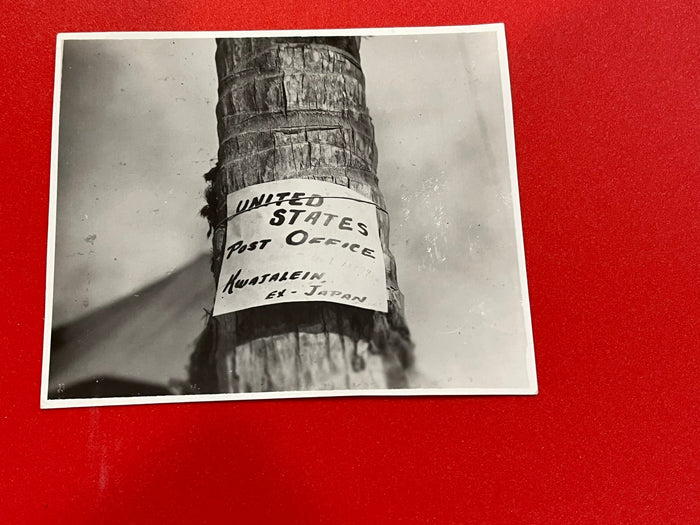 UNITED
STATES
POST OFFICE
KWAJALEIN,
EX-JAPAN